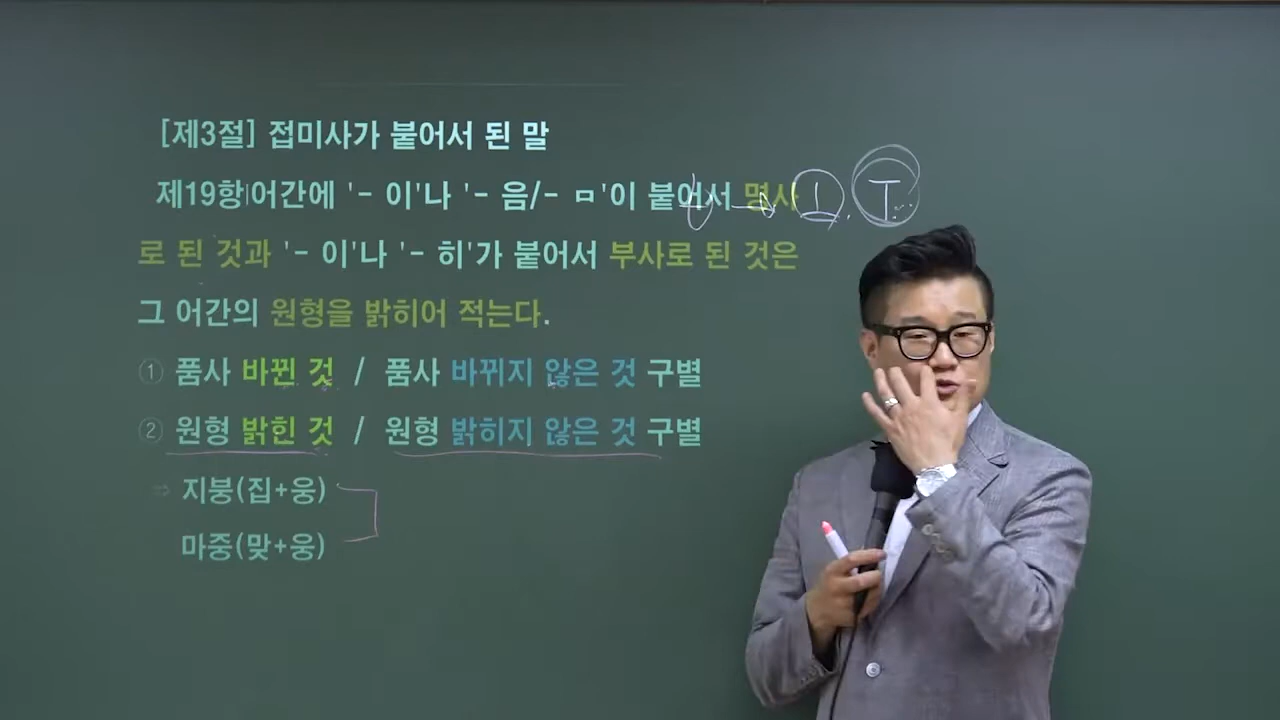 [제3절] 접미사가 붙어서 된 말
제19항 어간에 '- 이'나 '- 음/- ㅁ'이 붙어서 명사
로 된 것과 '- 이'나 '- 히'가 붙어서 부사로 된 것은
그 어간의 원형을 밝히어 적는다.
① 품사 바뀐 것 / 품사 바뀌지 않은 것 구별
② 원형 밝힌 것 / 원형 밝히지 않은 것 구별
⇒ 지붕(집+웅)
마중(맞+웅)